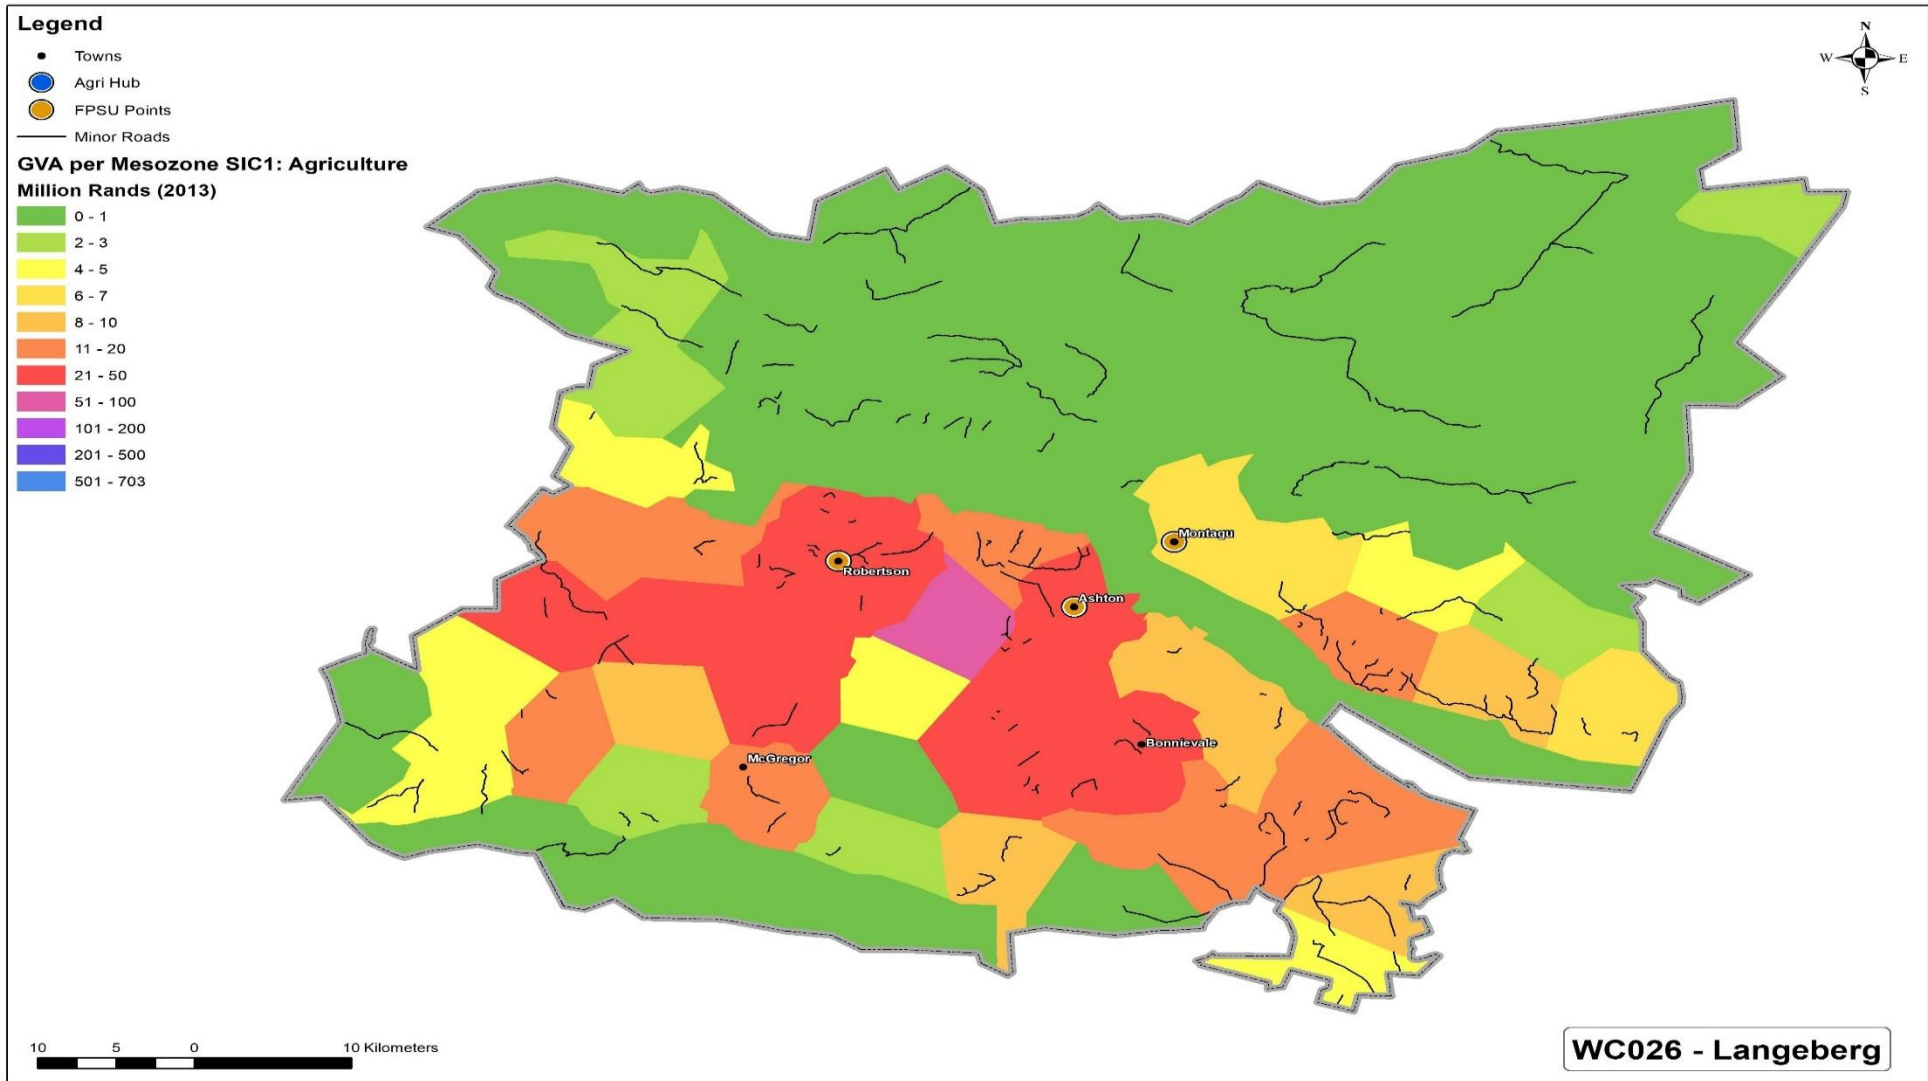 Legend
Towns
Agri Hub
FPSU Points
Minor Roads
GVA per Mesozone SIC1: Agriculture
Million Rands (2013)
0 - 1
2 - 3
4 - 5
6 - 7
8 - 10
11 - 20
21 - 50
51 - 100
101 - 200
201 - 500
501 - 703
N
W E
S
Montagu
Robertson
Ashton
Bonnievale
McGregor
10 5 0 10 Kilometers
WC026 - Langeberg